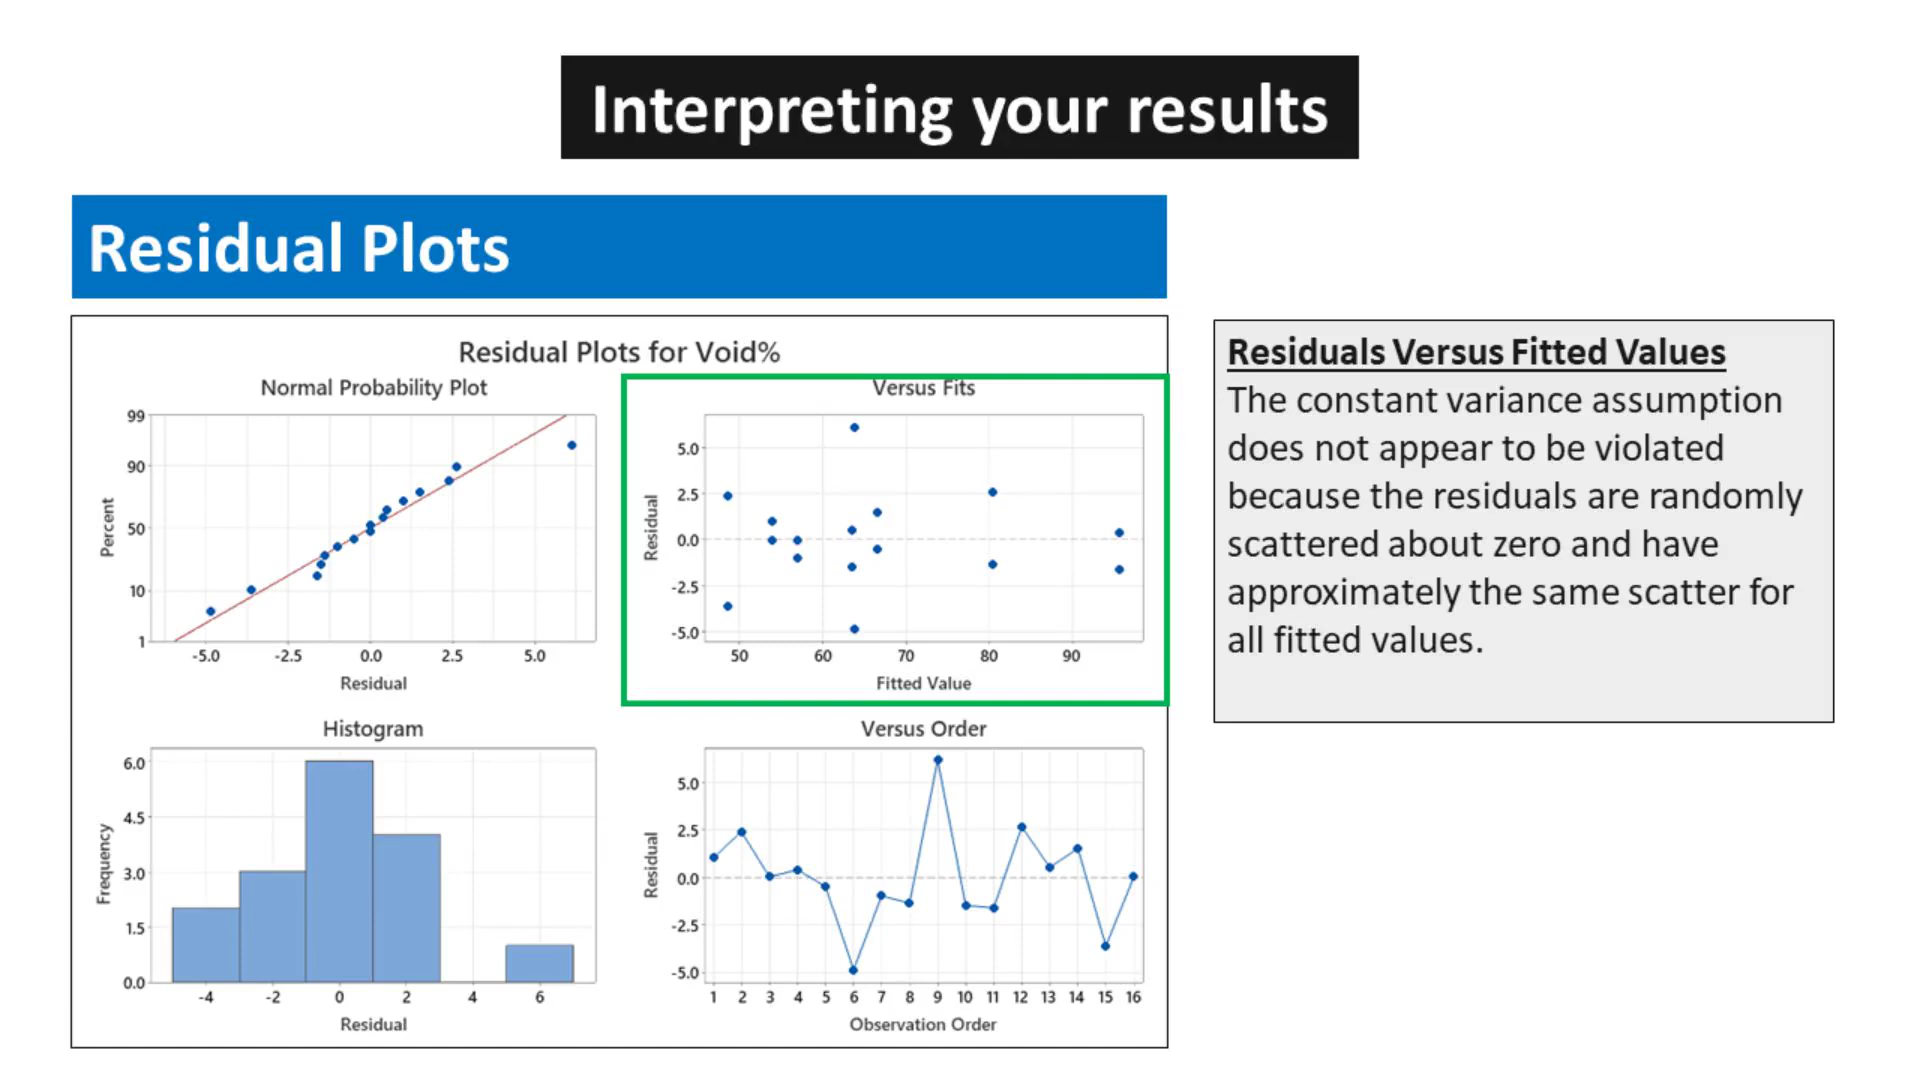 Interpreting your results
Residual Plots
Residual Plots for Void%
Normal Probability Plot
99
90
50
10
1
Percent
-5.0 -2.5 0.0 2.5 5.0
Residual
Versus Fits
5.0
2.5
0.0
-2.5
-5.0
Residual
50 60 70 80 90
Fitted Value
Histogram
6.0
4.5
3.0
1.5
0.0
Frequency
-4 -2 0 2 4 6
Residual
Versus Order
5.0
2.5
0.0
-2.5
-5.0
Residual
1 2 3 4 5 6 7 8 9 10 11 12 13 14 15 16
Observation Order
Residuals Versus Fitted Values
The constant variance assumption
does not appear to be violated
because the residuals are randomly
scattered about zero and have
approximately the same scatter for
all fitted values.